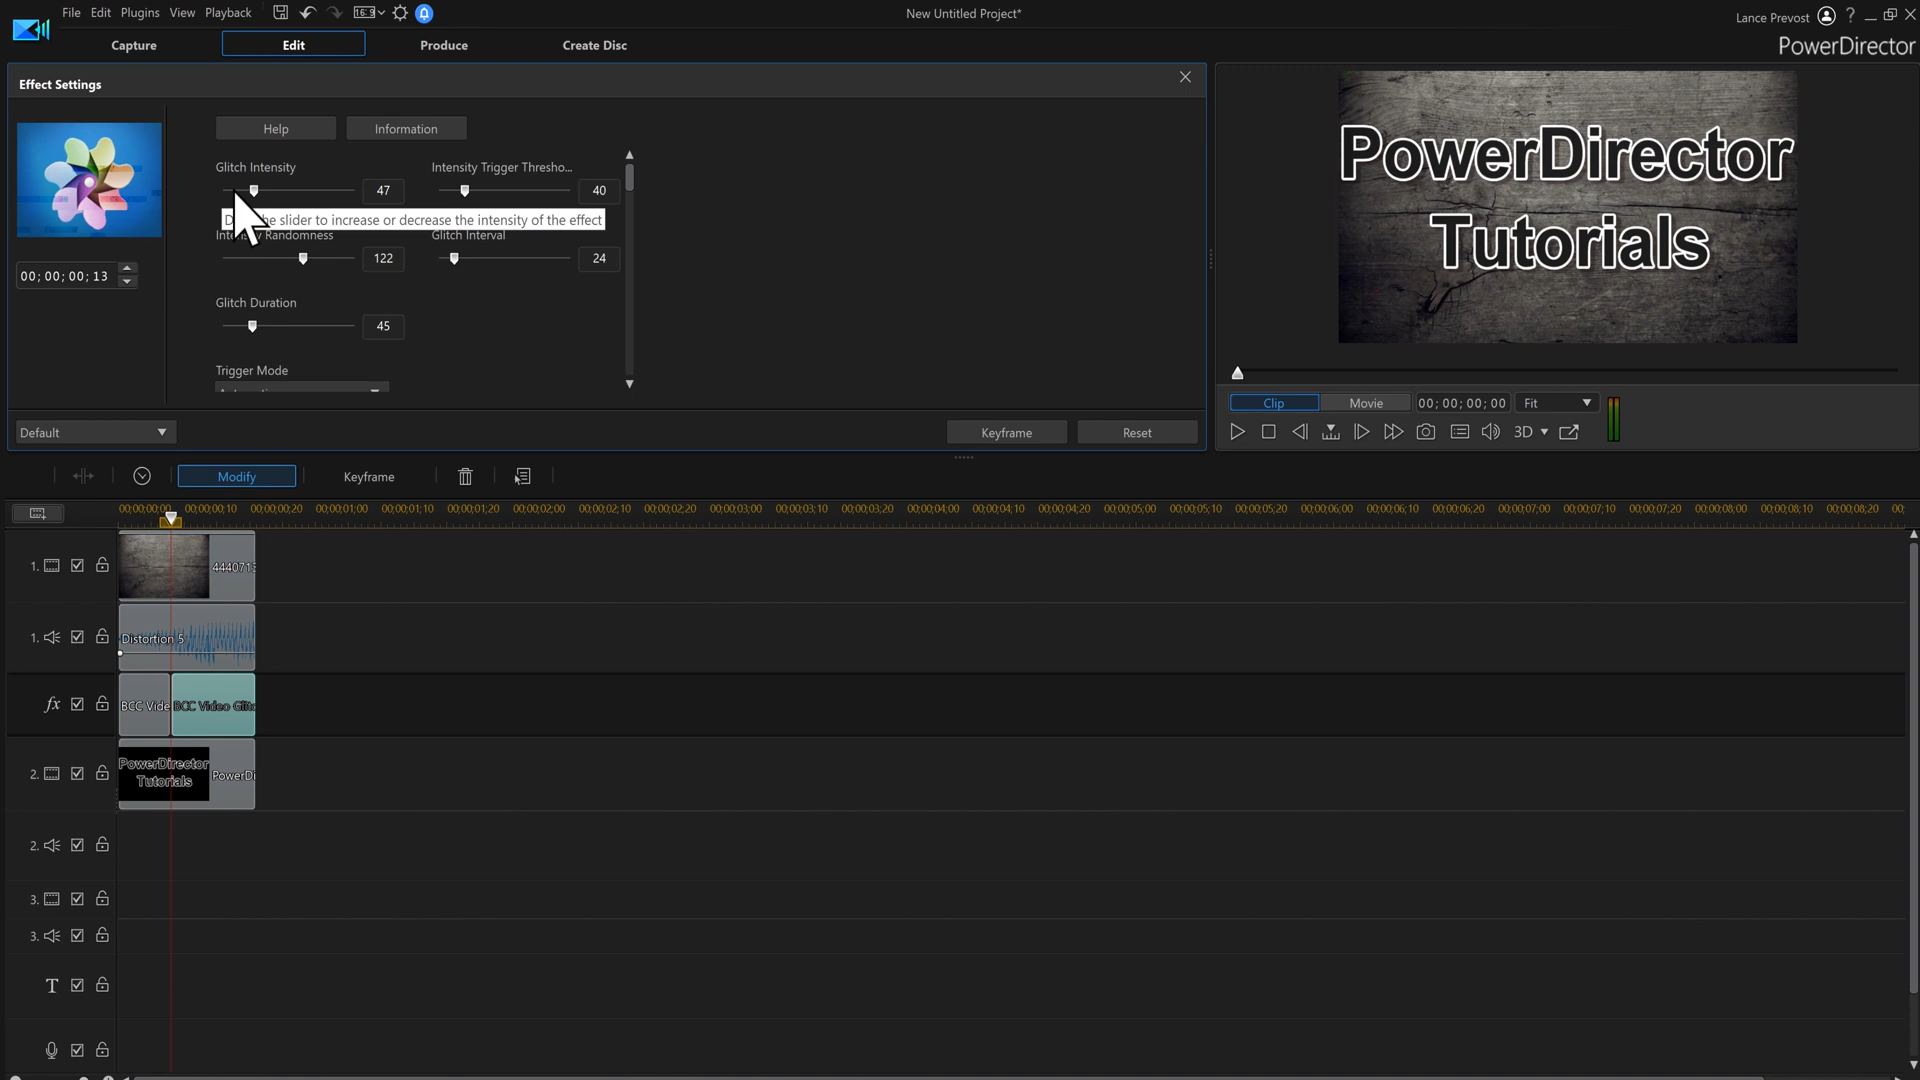 File Edit Plugins View Playback 16:9 New Untitled Project* Lance Prevost ?
Capture Edit Produce Create Disc PowerDirector
Effect Settings
Help Information
Glitch Intensity Intensity Trigger Thresho...
47 40
slider to increase or decrease the intensity of the effect
Randomness Glitch Interval
122 24
00; 00; 00; 13
Glitch Duration
45
Trigger Mode
Default Keyframe Reset
PowerDirector
Tutorials
Clip Movie 00; 00; 00; 00 Fit
3D
Modify Keyframe
00;00;00;00 00;00;00;10 00;00;00;20 00;00;01;00 00;00;01;10 00;00;01;20 00;00;02;00 00;00;02;10 00;00;02;20 00;00;03;00 00;00;03;10 00;00;03;20 00;00;04;00 00;00;04;10 00;00;04;20 00;00;05;00 00;00;05;10 00;00;05;20 00;00;06;00 00;00;06;10 00;00;06;20 00;00;07;00 00;00;07;10 00;00;07;20 00;00;08;00 00;00;08;10 00;00;08;20 00;
1. 444071
1. Distortion 5
fx BCC Vide BCC Video Glitc
2. PowerDirector
Tutorials PowerDi
2.
3.
3.
T